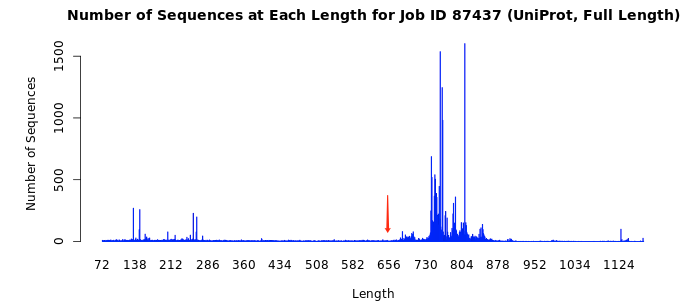 Number of Sequences at Each Length for Job ID 87437 (UniProt, Full Length)
Number of Sequences
1500
1000
500
0
72 138 212 286 360 434 508 582 656 730 804 878 952 1034 1124
Length